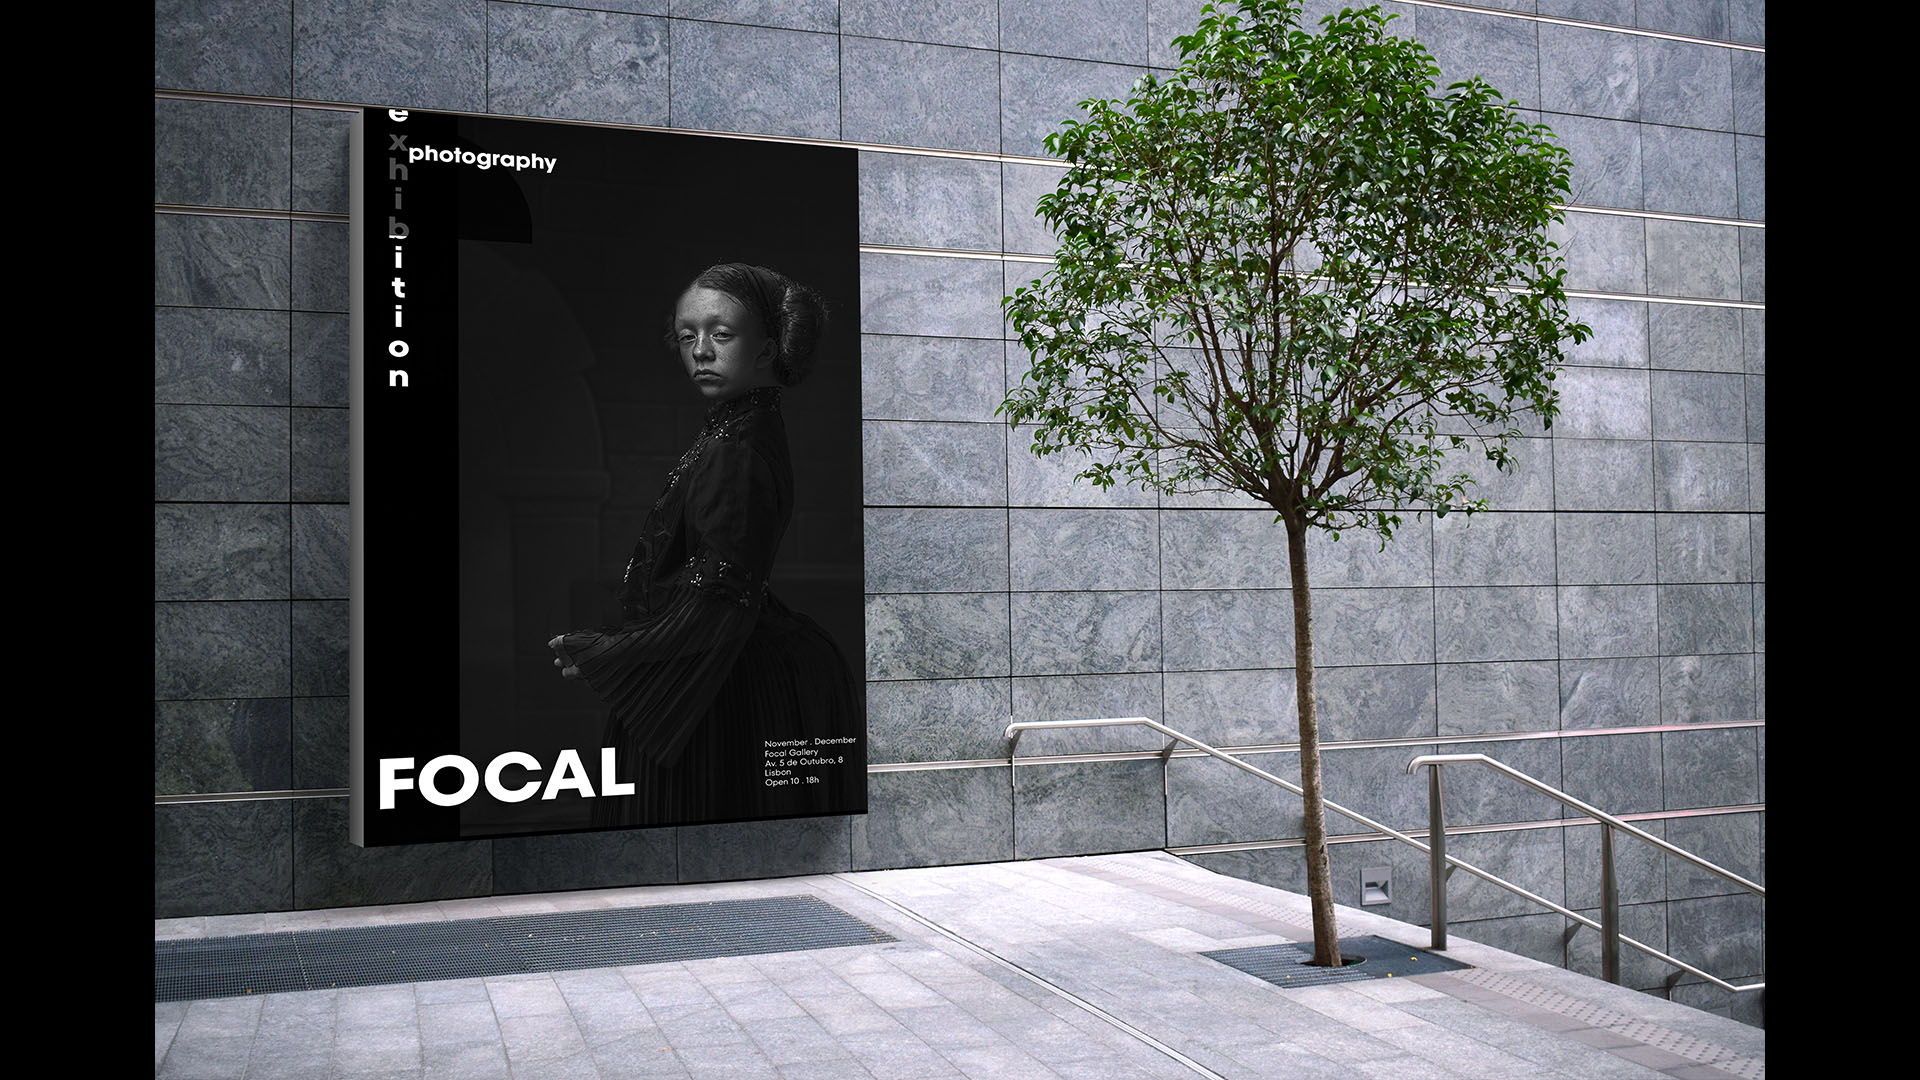 exhibition
photography
FOCAL
November . December
Focal Gallery
Av. 5 de Outubro, 8
Lisbon
Open 10 . 18h